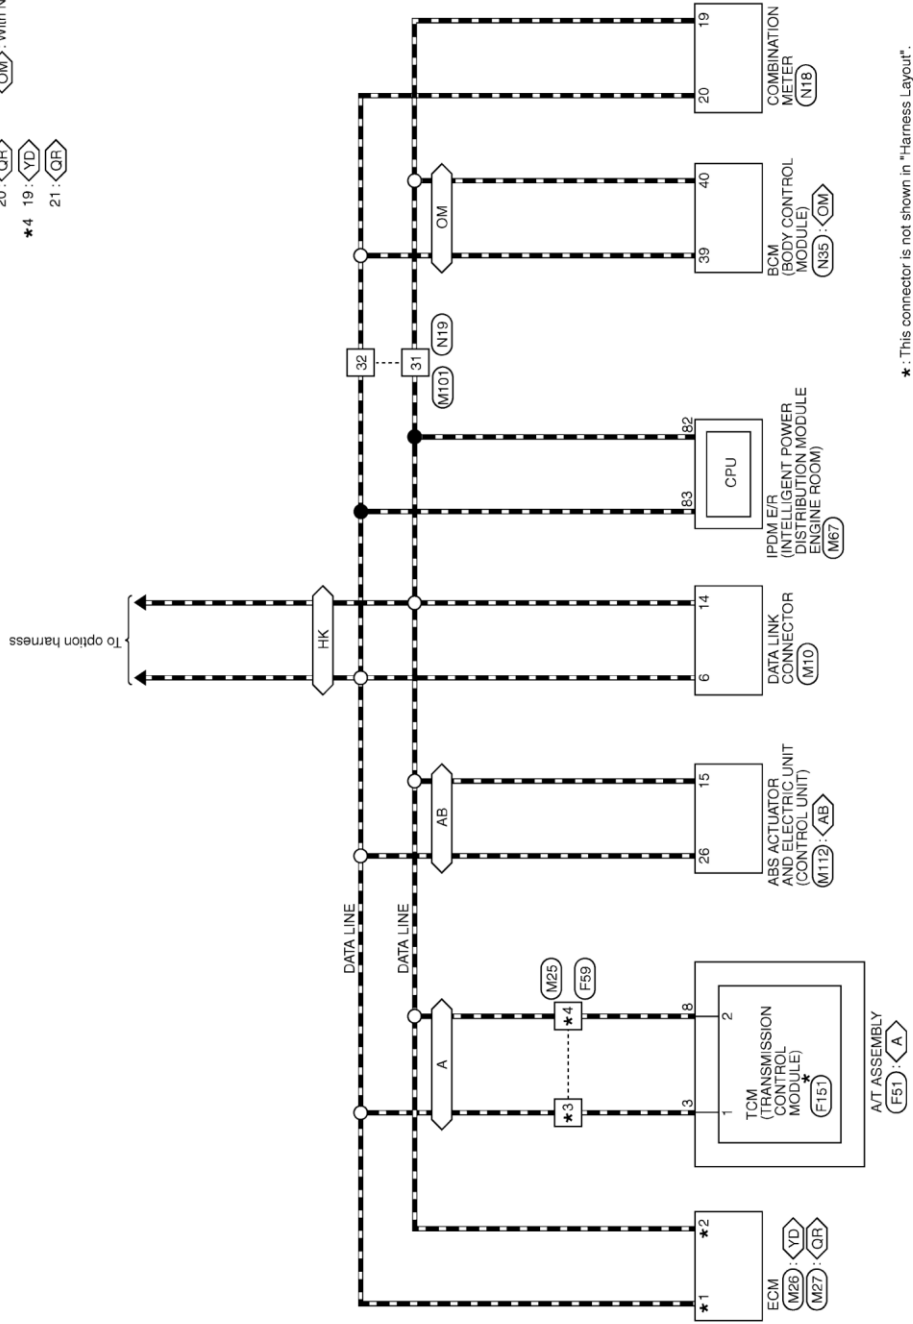 20 : QR
*4 19 : YD
21 : QR
OM : With
To option harness
DATA LINE
DATA LINE
A
AB
HK
OM
*3
*4
M25
F59
32
31
M101
N19
*1
*2
ECM
M26 : YD
M27 : QR
3
8
1
2
TCM
(TRANSMISSION
CONTROL
MODULE)
*
F151
A/T ASSEMBLY
F51 : A
26
15
ABS ACTUATOR
AND ELECTRIC UNIT
(CONTROL UNIT)
M112 : AB
6
14
DATA LINK
CONNECTOR
M10
83
82
CPU
IPDM E/R
(INTELLIGENT POWER
DISTRIBUTION MODULE
ENGINE ROOM)
M67
39
40
BCM
(BODY CONTROL
MODULE)
N35 : OM
20
19
COMBINATION
METER
N18
* : This connector is not shown in "Harness Layout".